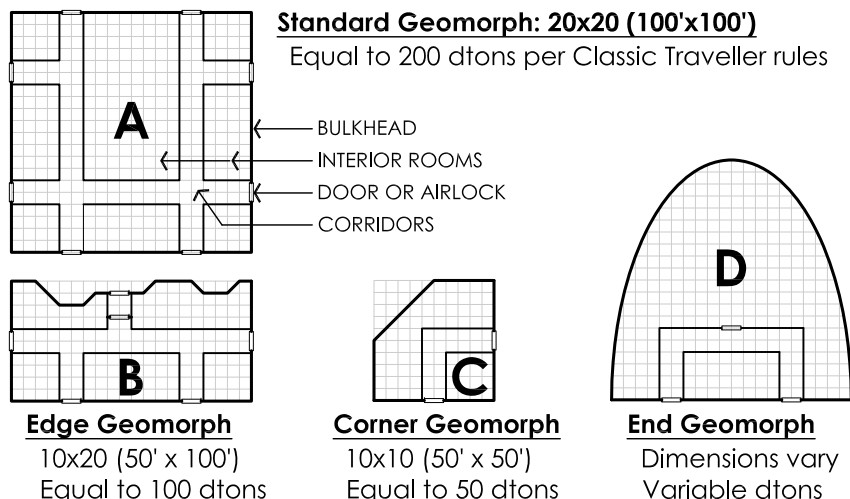 Standard Geomorph: 20x20 (100'x100')
Equal to 200 dtons per Classic Traveller rules
A
BULKHEAD
INTERIOR ROOMS
DOOR OR AIRLOCK
CORRIDORS
B
C
D
Edge Geomorph
10x20 (50' x 100')
Equal to 100 dtons
Corner Geomorph
10x10 (50' x 50')
Equal to 50 dtons
End Geomorph
Dimensions vary
Variable dtons